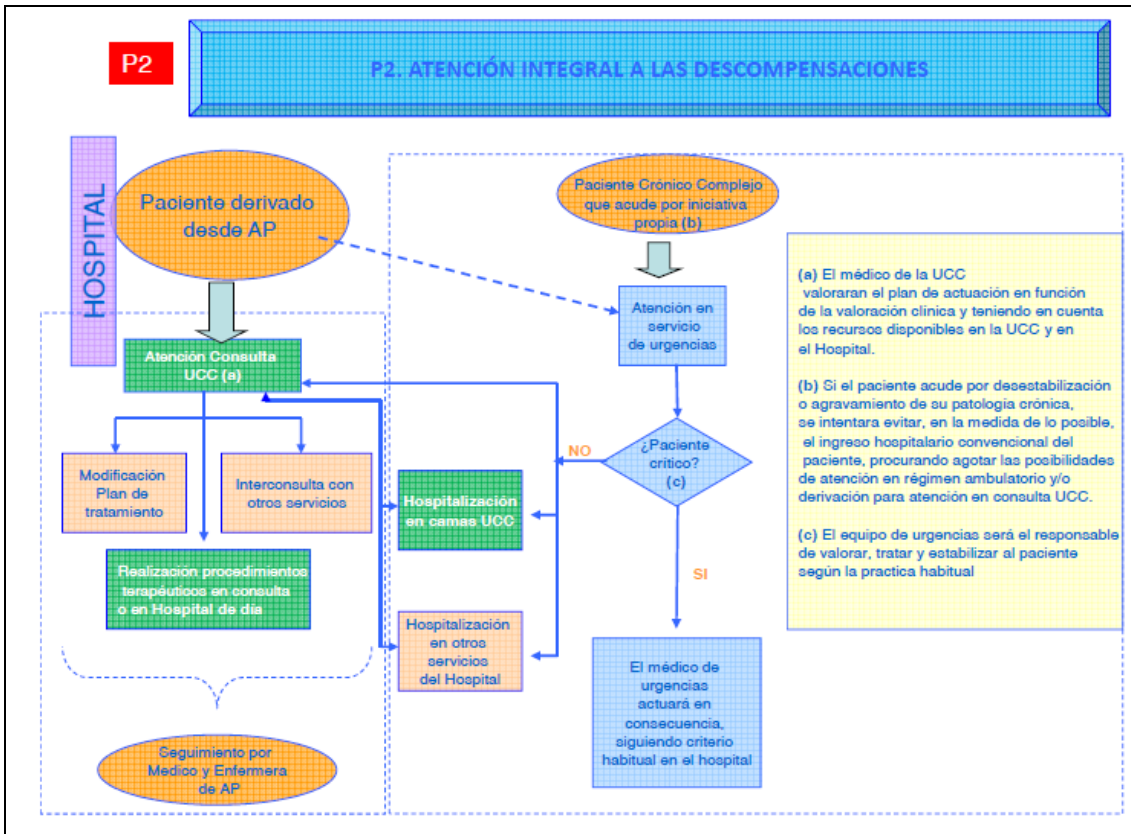 P2
P2. ATENCIÓN INTEGRAL A LAS DESCOMPENSACIONES
HOSPITAL
Paciente derivado
desde AP
Paciente Crónico Complejo
que acude por iniciativa
propia (b)
Atención en
servicio
de urgencias
Atención Consulta
UCC (a)
¿Paciente
crítico?
(c)
NO
SI
Modificación
Plan de
tratamiento
Interconsulta con
otros servicios
Realización procedimientos
terapéuticos en consulta
o en Hospital de día
Hospitalización
en camas UCC
Hospitalización
en otros
servicios
del Hospital
El médico de
urgencias
actuará en
consecuencia,
siguiendo criterio
habitual en el hospital
Seguimiento por
Medico y Enfermera
de AP
(a) El médico de la UCC
valoraran el plan de actuación en función
de la valoración clínica y teniendo en cuenta
los recursos disponibles en la UCC y en
el Hospital.
(b) Si el paciente acude por desestabilización
o agravamiento de su patología crónica,
se intentara evitar, en la medida de lo posible,
el ingreso hospitalario convencional del
paciente, procurando agotar las posibilidades
de atención en régimen ambulatorio y/o
derivación para atención en consulta UCC.
(c) El equipo de urgencias será el responsable
de valorar, tratar y estabilizar al paciente
según la practica habitual